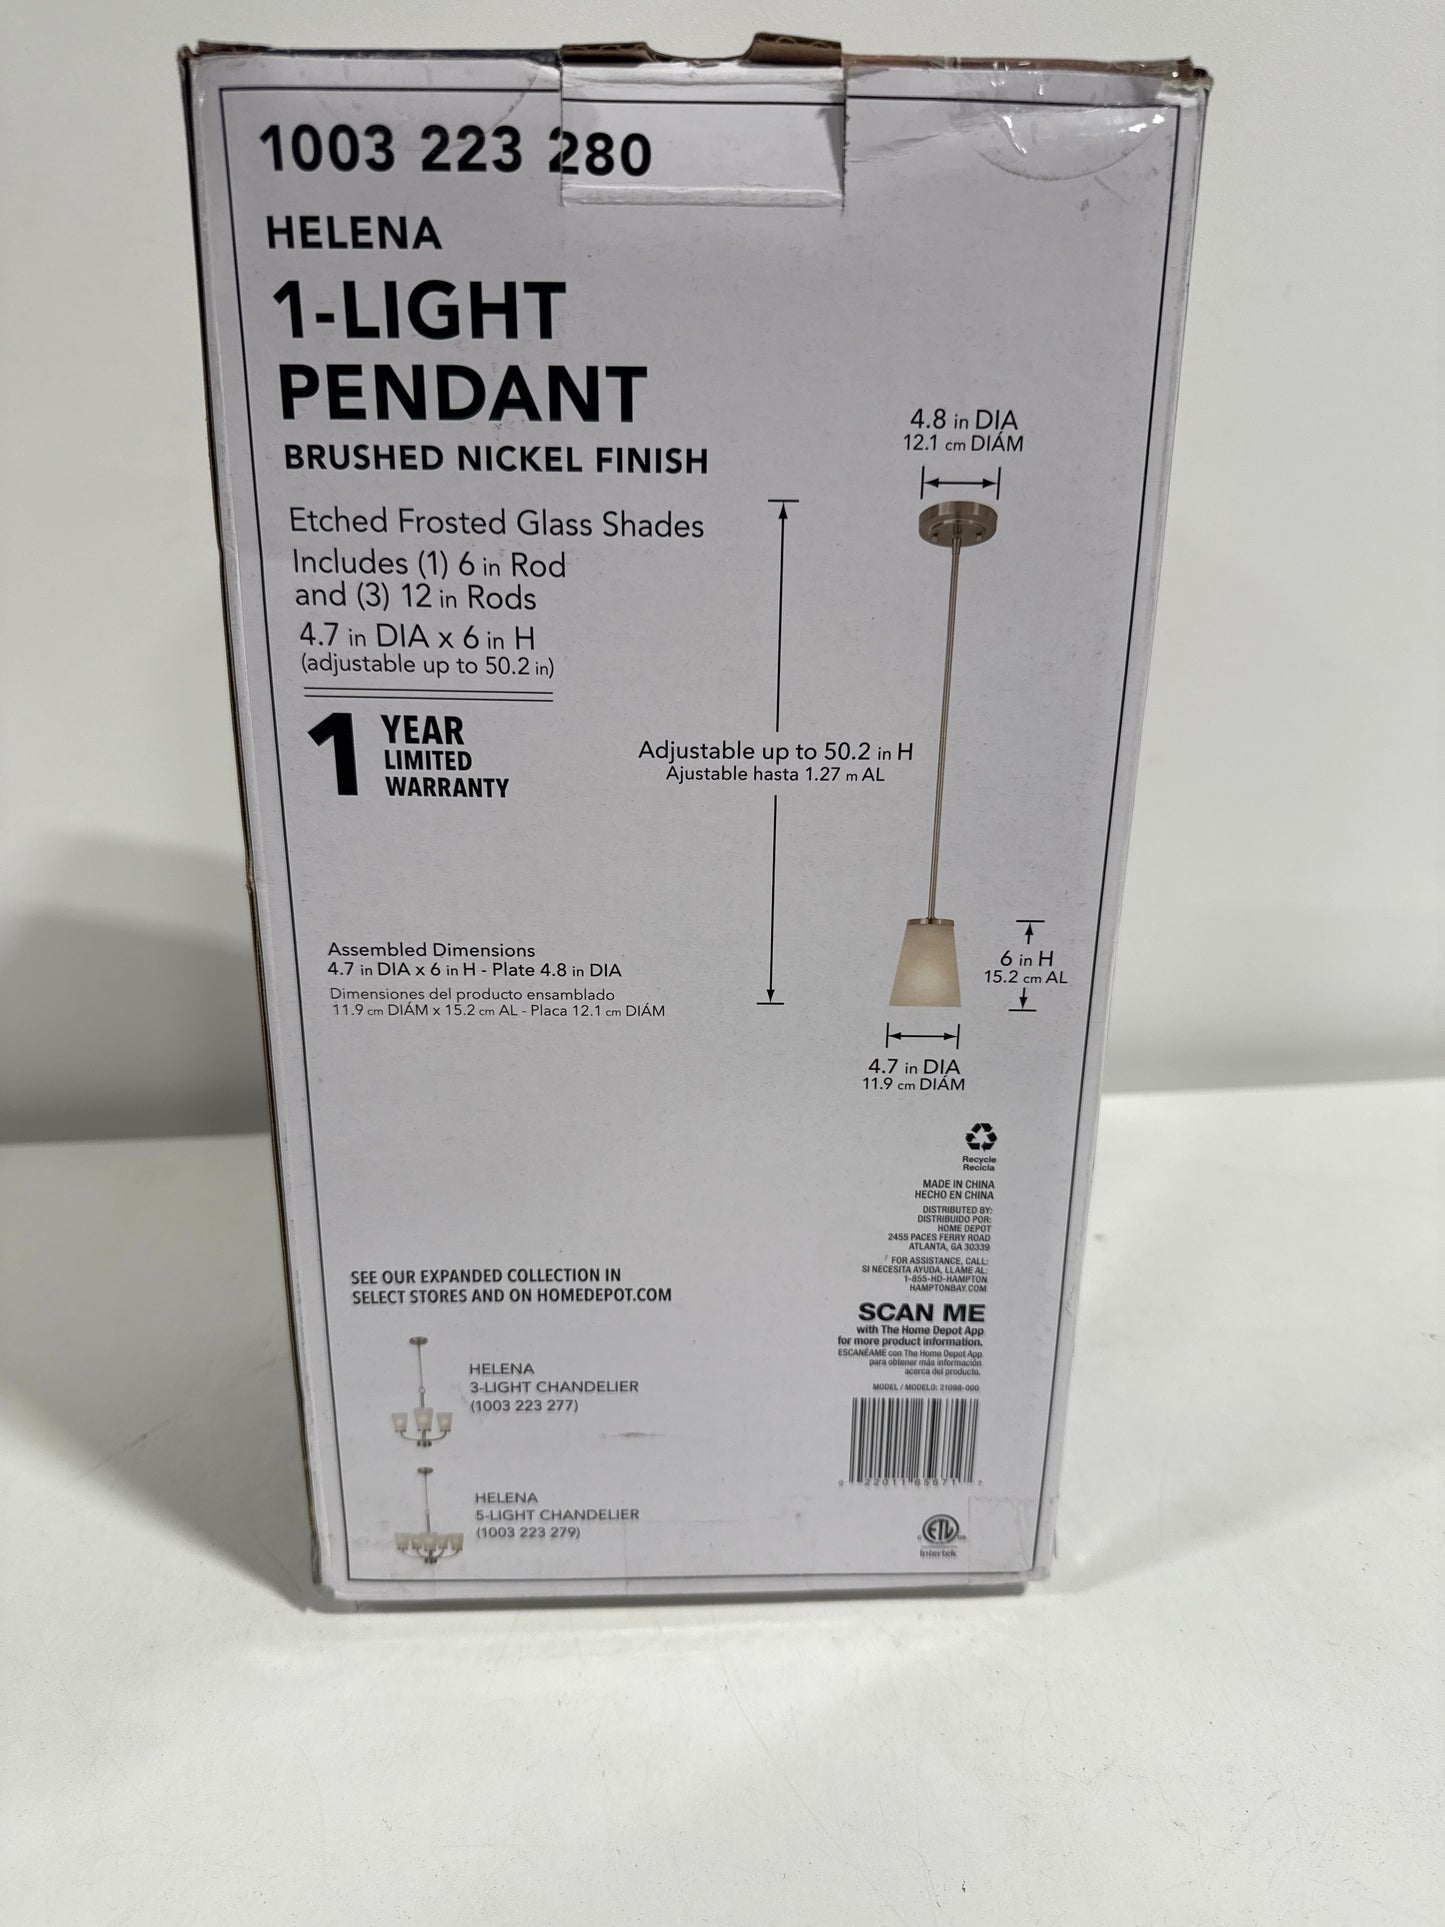 1003 223 280
HELENA
1-LIGHT
PENDANT
BRUSHED NICKEL FINISH
Etched Frosted Glass Shades
Includes (1) 6 in Rod
and (3) 12 in Rods
4.7 in DIA x 6 in H
(adjustable up to 50.2 in)
1 YEAR
LIMITED
WARRANTY
4.8 in DIA
12.1 cm DIÁM
Adjustable up to 50.2 in H
Ajustable hasta 1.27 m AL
6 in H
15.2 cm AL
4.7 in DIA
11.9 cm DIÁM
Assembled Dimensions
4.7 in DIA x 6 in H - Plate 4.8 in DIA
Dimensiones del producto ensamblado
11.9 cm DIÁM x 15.2 cm AL - Placa 12.1 cm DIÁM
Recycle
Recicla
MADE IN CHINA
HECHO EN CHINA
DISTRIBUTED BY:
DISTRIBUIDO POR:
HOME DEPOT
2455 PACES FERRY ROAD
ATLANTA, GA 30339
FOR ASSISTANCE, CALL:
SI NECESITA AYUDA, LLAME AL:
1-855-HD-HAMPTON
HAMPTONBAY.COM
SCAN ME
with The Home Depot App
for more product information.
ESCANÉAME con The Home Depot App
para obtener más información
acerca del producto.
MODEL / MODELO: 21098-000
0 22011 85671 7
ETL
c us
Intertek
SEE OUR EXPANDED COLLECTION IN
SELECT STORES AND ON HOMEDEPOT.COM
HELENA
3-LIGHT CHANDELIER
(1003 223 277)
HELENA
5-LIGHT CHANDELIER
(1003 223 279)